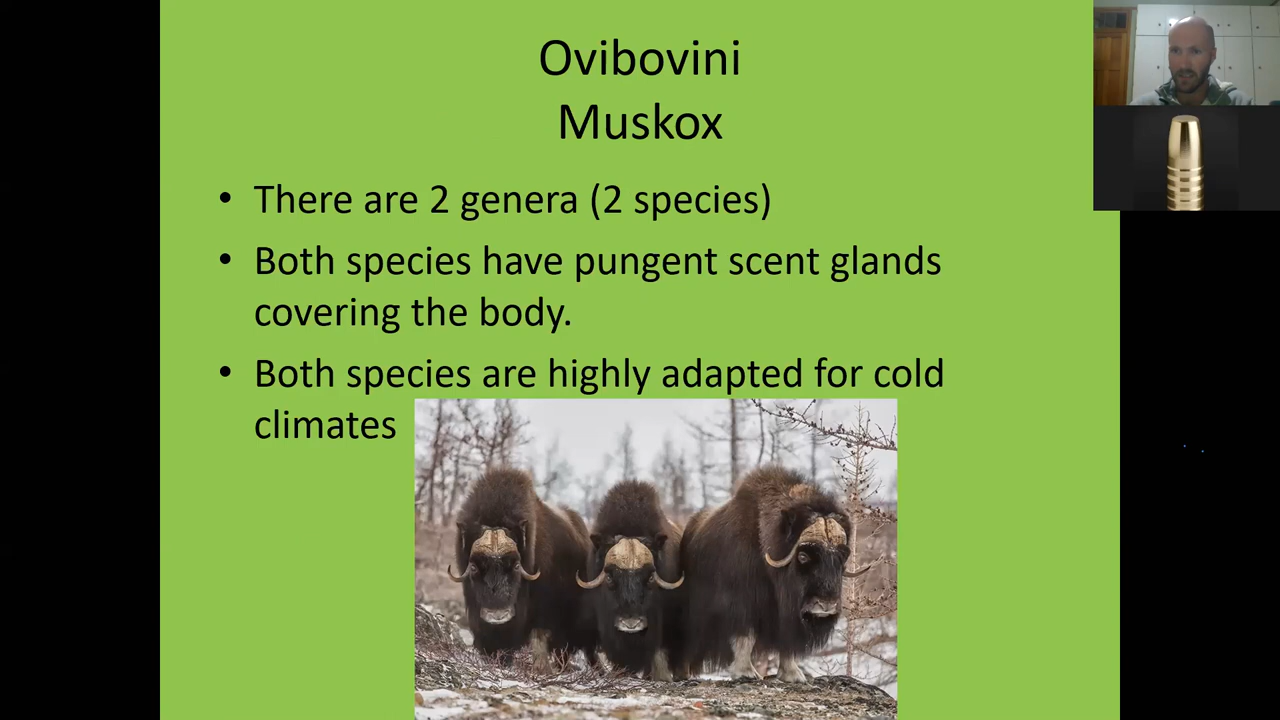 Ovibovini
Muskox
• There are 2 genera (2 species)
• Both species have pungent scent glands
covering the body.
• Both species are highly adapted for cold
climates